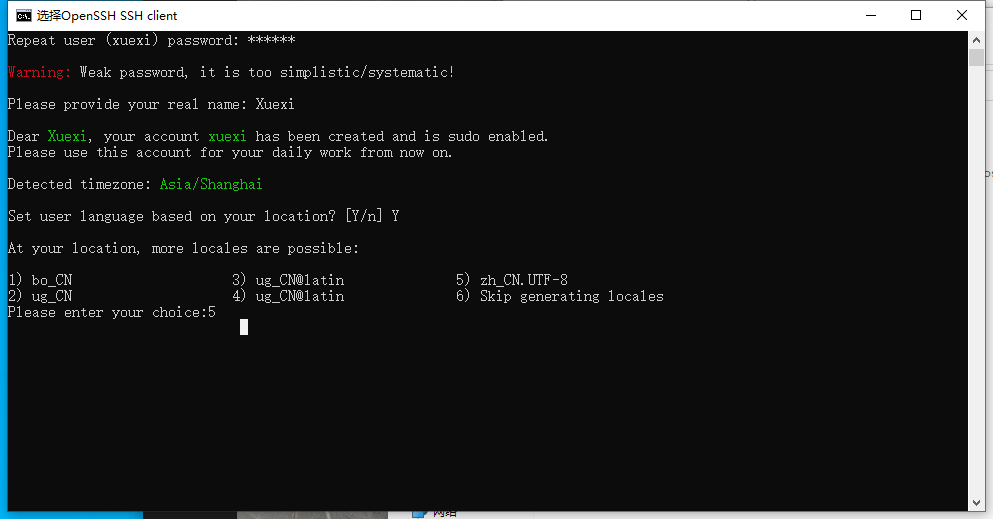 选择OpenSSH SSH client
Repeat user (xuexi) password: ******
Warning: Weak password, it is too simplistic/systematic!
Please provide your real name: Xuexi
Dear Xuexi, your account xuexi has been created and is sudo enabled.
Please use this account for your daily work from now on.
Detected timezone: Asia/Shanghai
Set user language based on your location? [Y/n] Y
At your location, more locales are possible:
1) bo_CN 3) ug_CN@latin 5) zh_CN.UTF-8
2) ug_CN 4) ug_CN@latin 6) Skip generating locales
Please enter your choice:5
网络